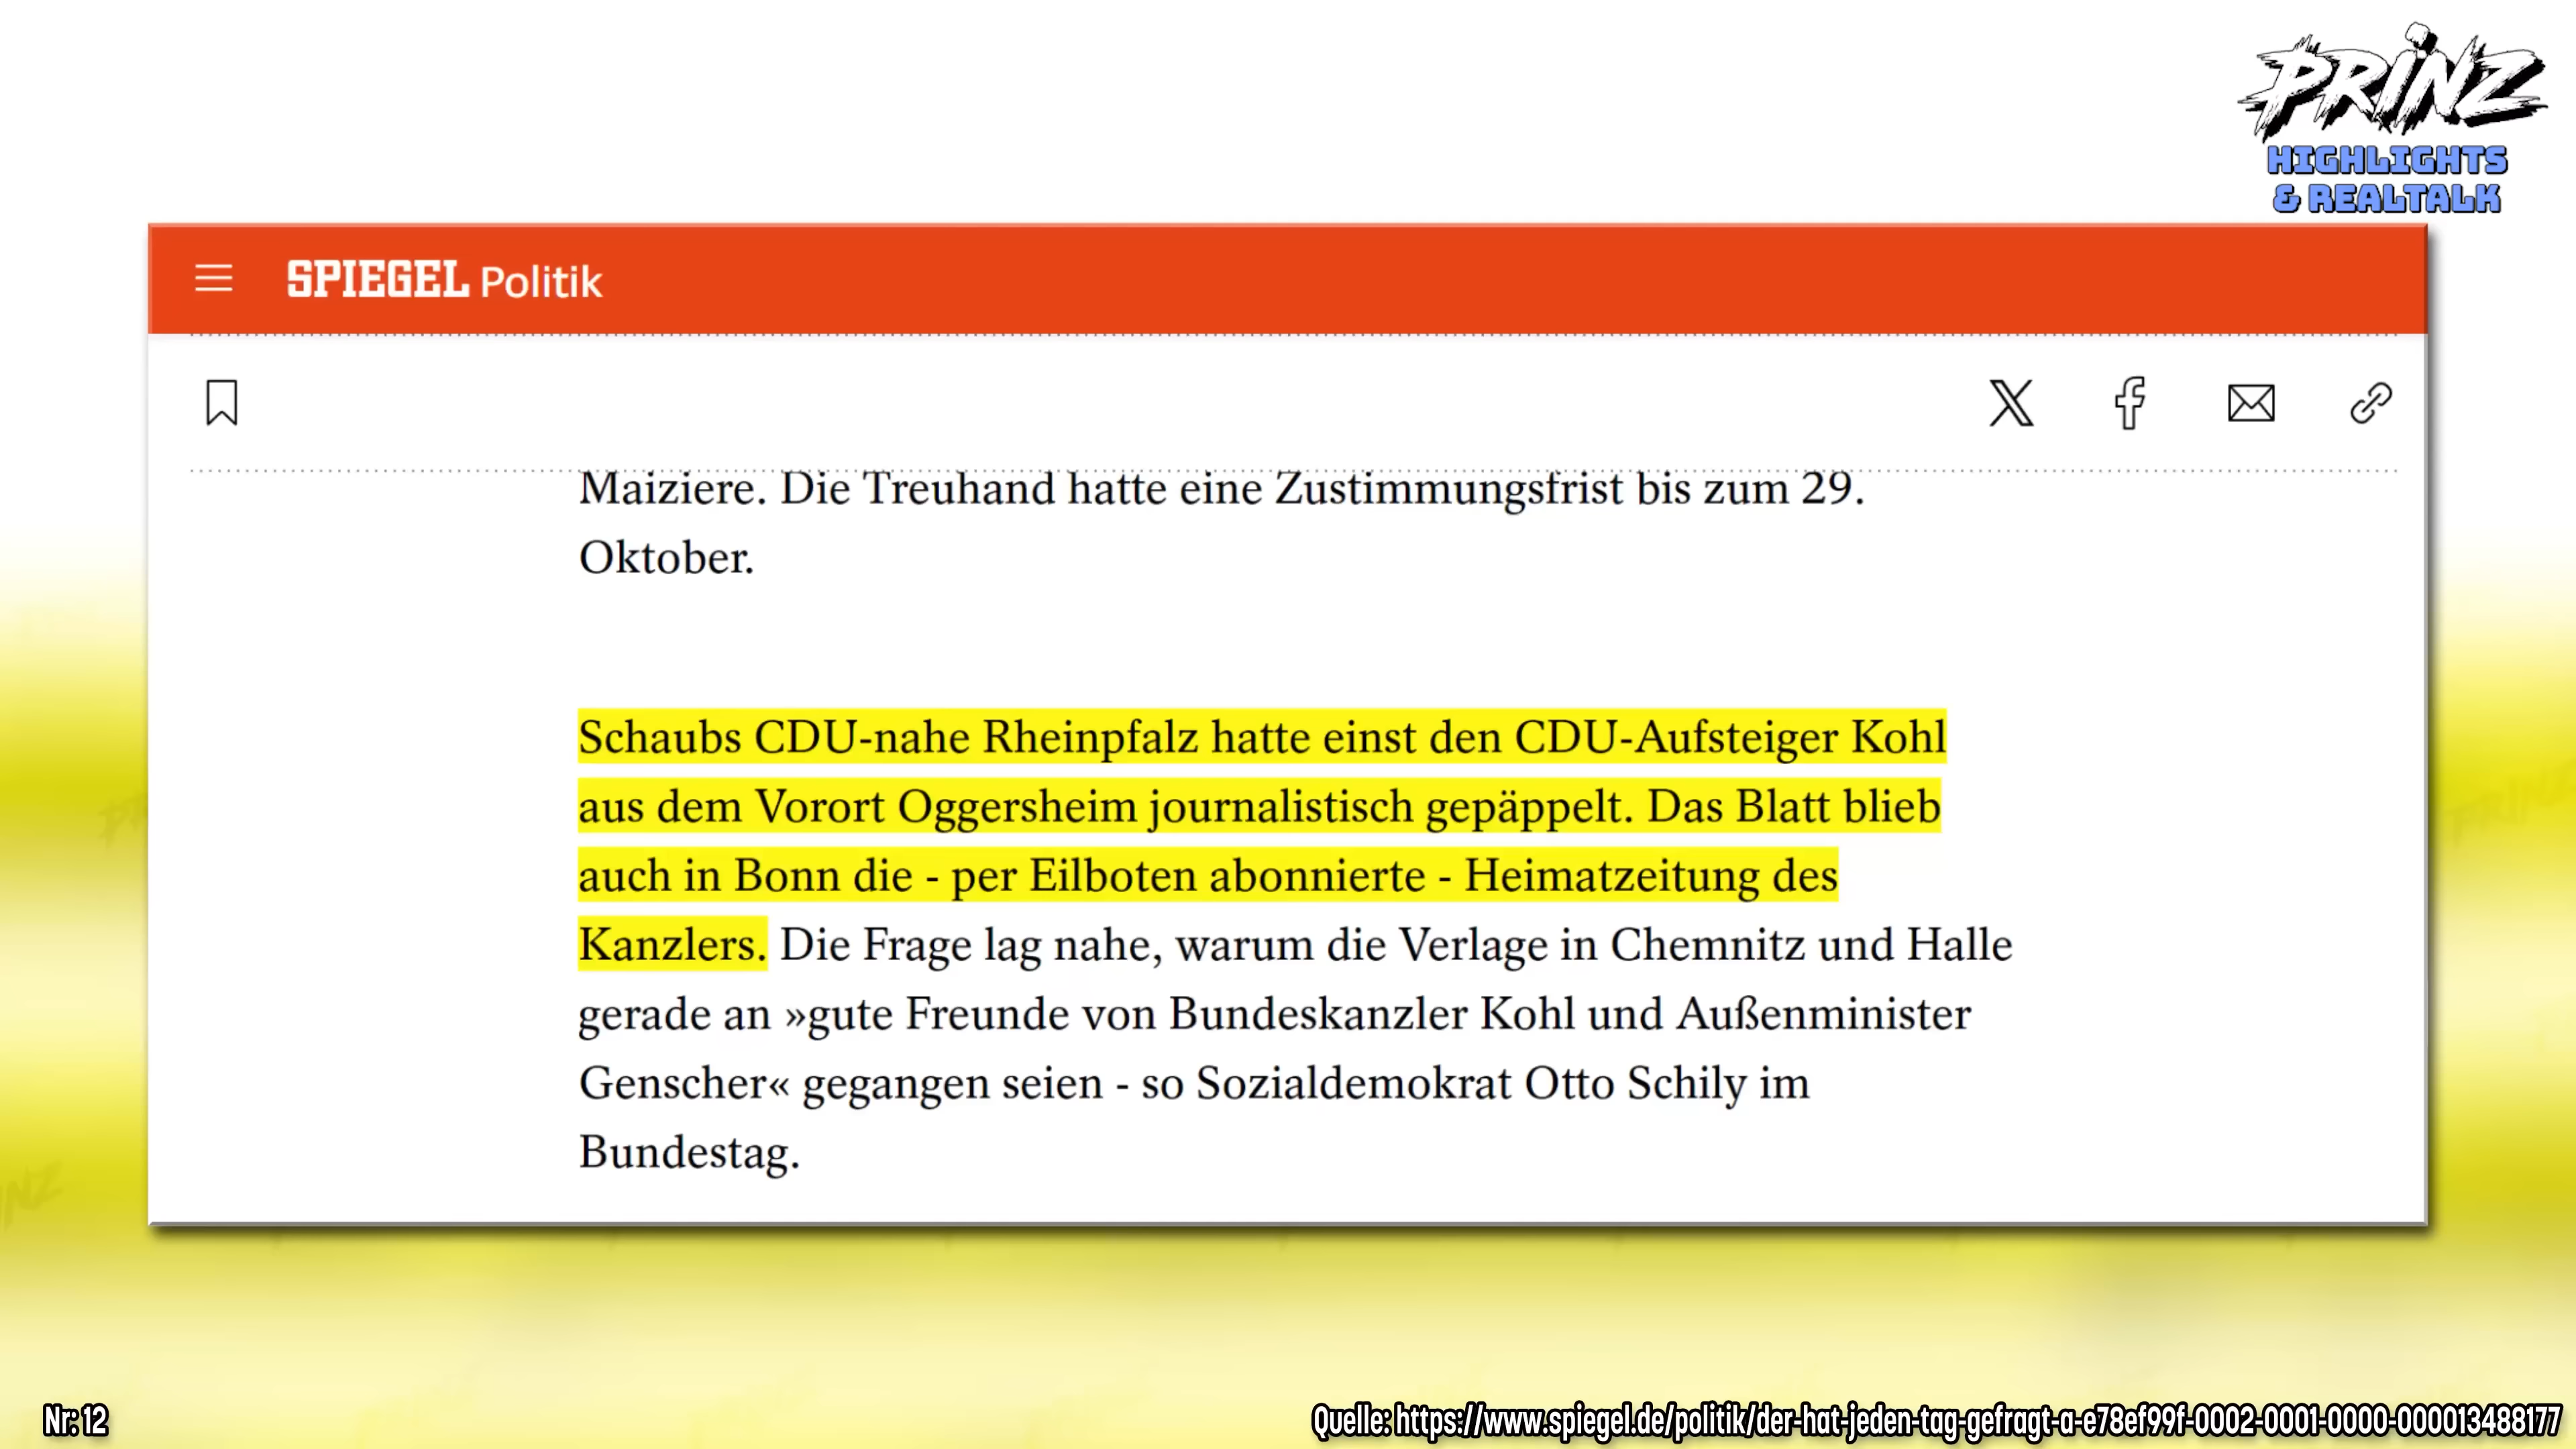 PRINZ
HIGHLIGHTS
& REALTALK
SPIEGEL Politik
Maiziere. Die Treuhand hatte eine Zustimmungsfrist bis zum 29.
Oktober.
Schaubs CDU-nahe Rheinpfalz hatte einst den CDU-Aufsteiger Kohl
aus dem Vorort Oggersheim journalistisch gepäppelt. Das Blatt blieb
auch in Bonn die - per Eilboten abonnierte - Heimatzeitung des
Kanzlers. Die Frage lag nahe, warum die Verlage in Chemnitz und Halle
gerade an »gute Freunde von Bundeskanzler Kohl und Außenminister
Genscher« gegangen seien - so Sozialdemokrat Otto Schily im
Bundestag.
Nr: 12
Quelle: https://www.spiegel.de/politik/der-hat-jeden-tag-gefragt-a-e78ef99f-0002-0001-0000-000013488177